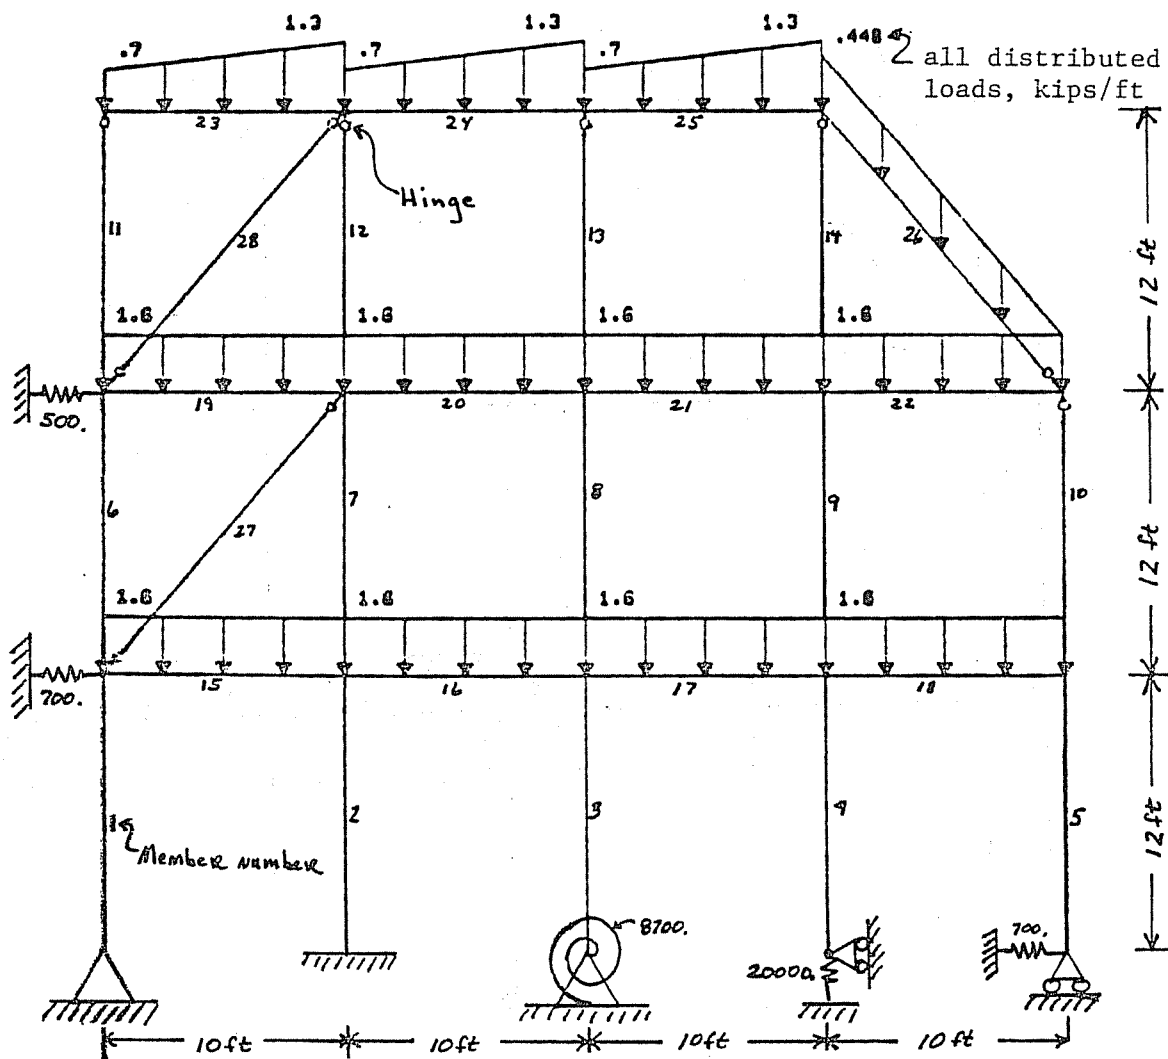 1.3 1.3 1.3
.7 .7 .7 .448
all distributed
loads, kips/ft
23 24 25
Hinge
11 28 12 13 14 26 12 ft
1.6 1.6 1.6 1.6
500. 19 20 21 22
6 27 7 8 9 10 12 ft
1.6 1.6 1.6 1.6
700. 15 16 17 18
1 2 3 4 5 12ft
Member number
8700. 20000. 700.
10ft 10ft 10ft 10ft